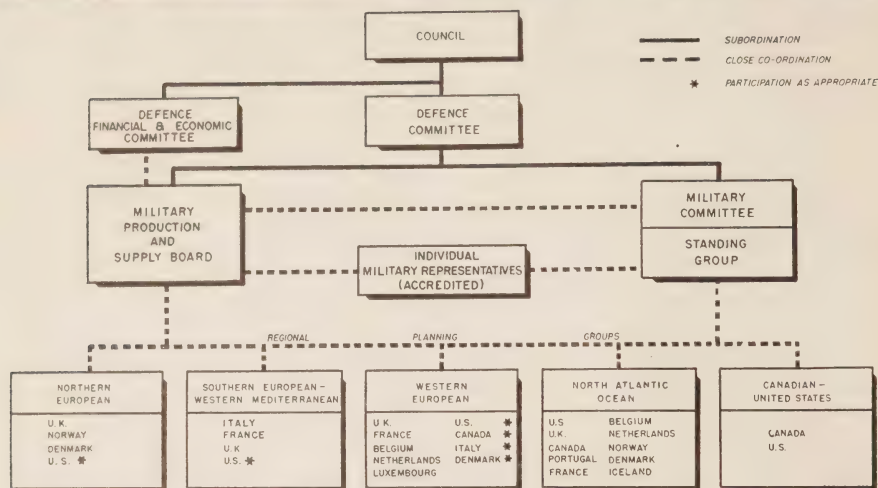 COUNCIL
SUBORDINATION
CLOSE CO-ORDINATION
* PARTICIPATION AS APPROPRIATE
DEFENCE
FINANCIAL & ECONOMIC
COMMITTEE
DEFENCE
COMMITTEE
MILITARY
PRODUCTION
AND
SUPPLY BOARD
MILITARY
COMMITTEE
STANDING
GROUP
INDIVIDUAL
MILITARY REPRESENTATIVES
(ACCREDITED)
REGIONAL PLANNING GROUPS
NORTHERN
EUROPEAN
U.K.
NORWAY
DENMARK
U.S. *
SOUTHERN EUROPEAN –
WESTERN MEDITERRANEAN
ITALY
FRANCE
U.K
U.S. *
WESTERN
EUROPEAN
U.K. U.S. *
FRANCE CANADA *
BELGIUM ITALY *
NETHERLANDS DENMARK *
LUXEMBOURG
NORTH ATLANTIC
OCEAN
U.S BELGIUM
U.K. NETHERLANDS
CANADA NORWAY
PORTUGAL DENMARK
FRANCE ICELAND
CANADIAN –
UNITED STATES
CANADA
U.S.